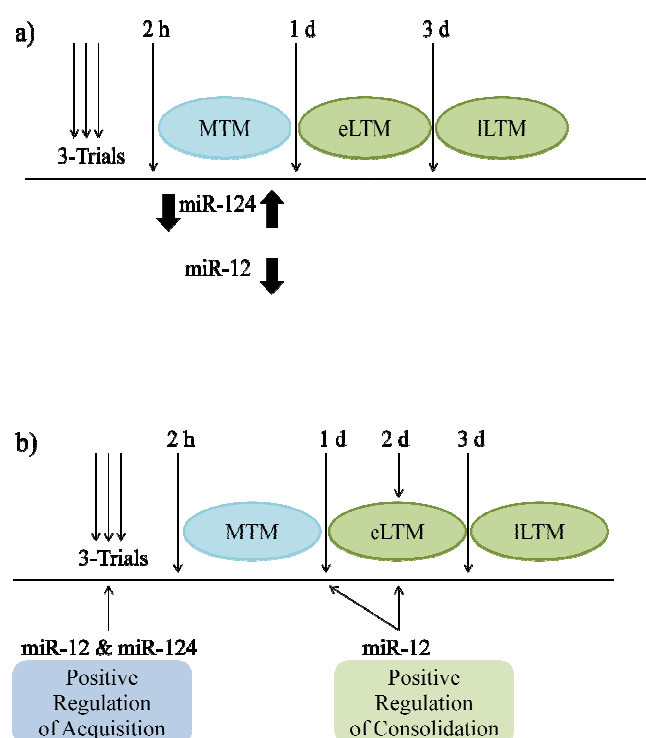 a)
2 h 1 d 3 d
MTM eLTM lLTM
3-Trials
miR-124
miR-12
b)
2 h 1 d 2 d 3 d
MTM eLTM lLTM
3-Trials
miR-12 & miR-124 miR-12
Positive Positive
Regulation Regulation
of Acquisition of Consolidation